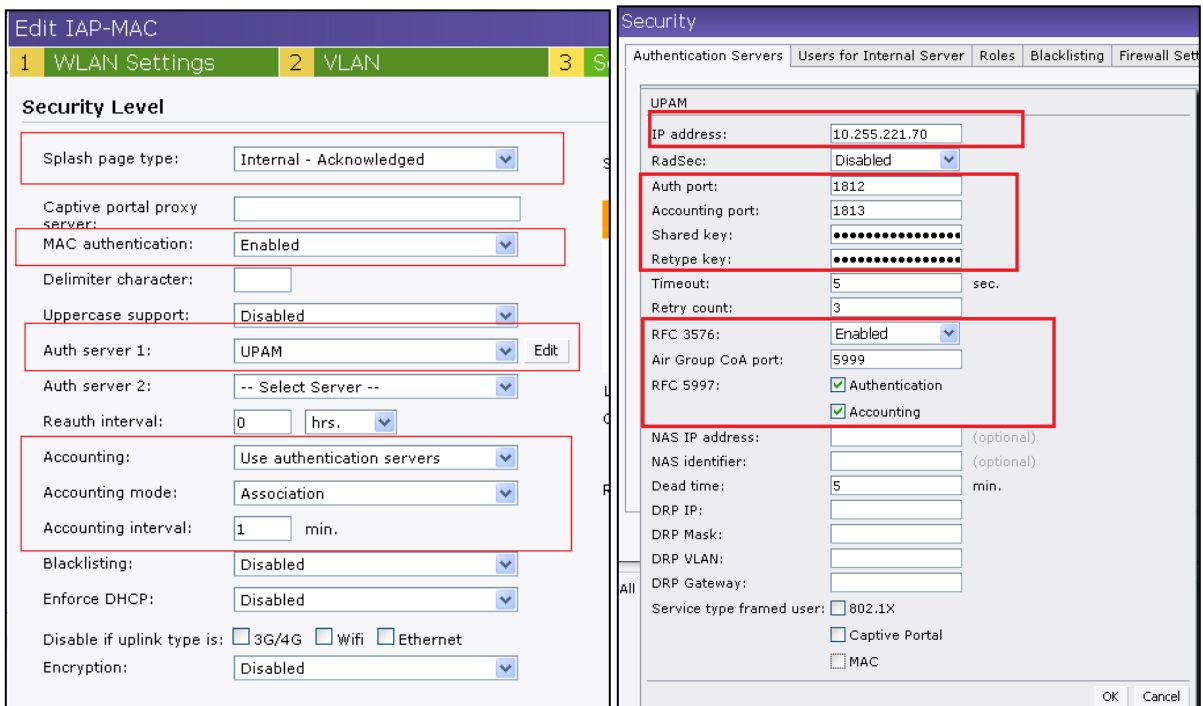 Edit IAP-MAC
1 WLAN Settings 2 VLAN 3 S
Security Level
Splash page type: Internal - Acknowledged
Captive portal proxy
server:
MAC authentication: Enabled
Delimiter character:
Uppercase support: Disabled
Auth server 1: UPAM Edit
Auth server 2: -- Select Server --
Reauth interval: 0 hrs.
Accounting: Use authentication servers
Accounting mode: Association
Accounting interval: 1 min.
Blacklisting: Disabled
Enforce DHCP: Disabled
Disable if uplink type is: 3G/4G Wifi Ethernet
Encryption: Disabled
Security
Authentication Servers Users for Internal Server Roles Blacklisting Firewall Sett
UPAM
IP address: 10.255.221.70
RadSec: Disabled
Auth port: 1812
Accounting port: 1813
Shared key: ●●●●●●●●●●●●●●●●
Retype key: ●●●●●●●●●●●●●●●●
Timeout: 5 sec.
Retry count: 3
RFC 3576: Enabled
Air Group CoA port: 5999
RFC 5997: Authentication
Accounting
NAS IP address: (optional)
NAS identifier: (optional)
Dead time: 5 min.
DRP IP:
DRP Mask:
DRP VLAN:
All
DRP Gateway:
Service type framed user: 802.1X
Captive Portal
MAC
OK Cancel